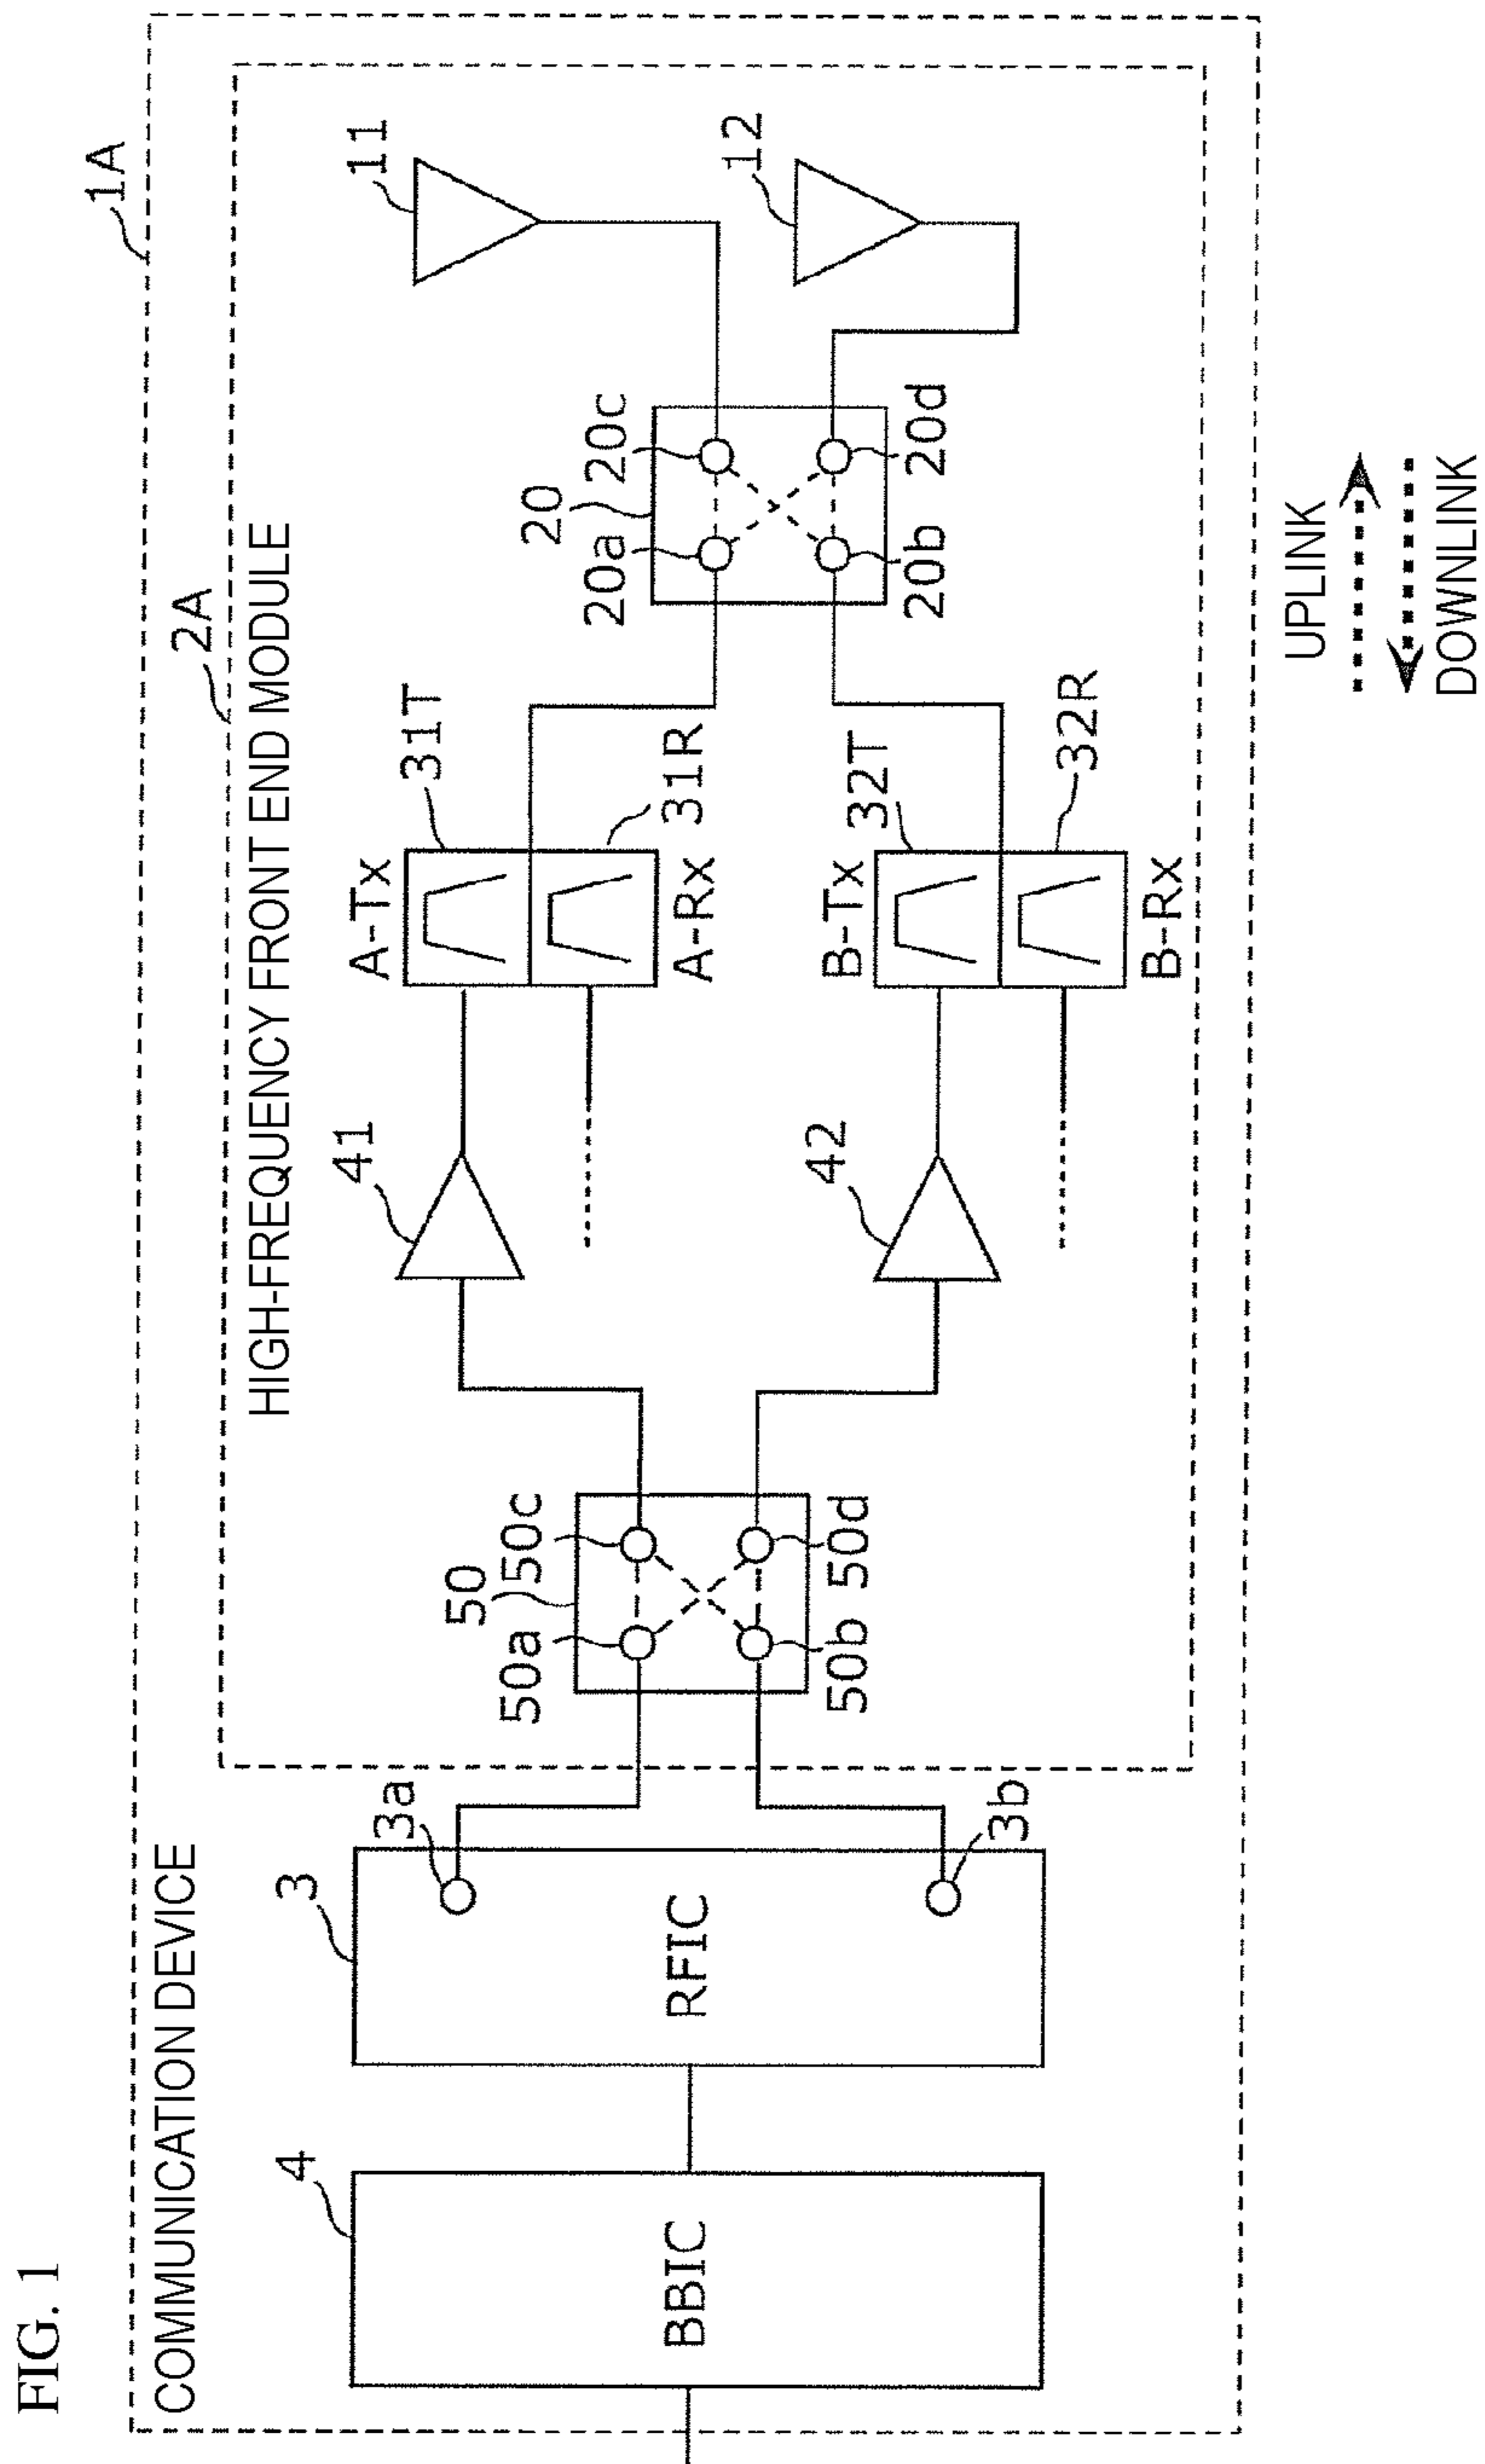 FIG. 1
1A
COMMUNICATION DEVICE
2A
HIGH-FREQUENCY FRONT END MODULE
4
BBIC
3
RFIC
3a
3b
50
50a
50c
50b
50d
41
42
A-Tx
31T
A-Rx
31R
B-Tx
32T
B-Rx
32R
20
20a
20c
20b
20d
11
12
UPLINK
DOWNLINK